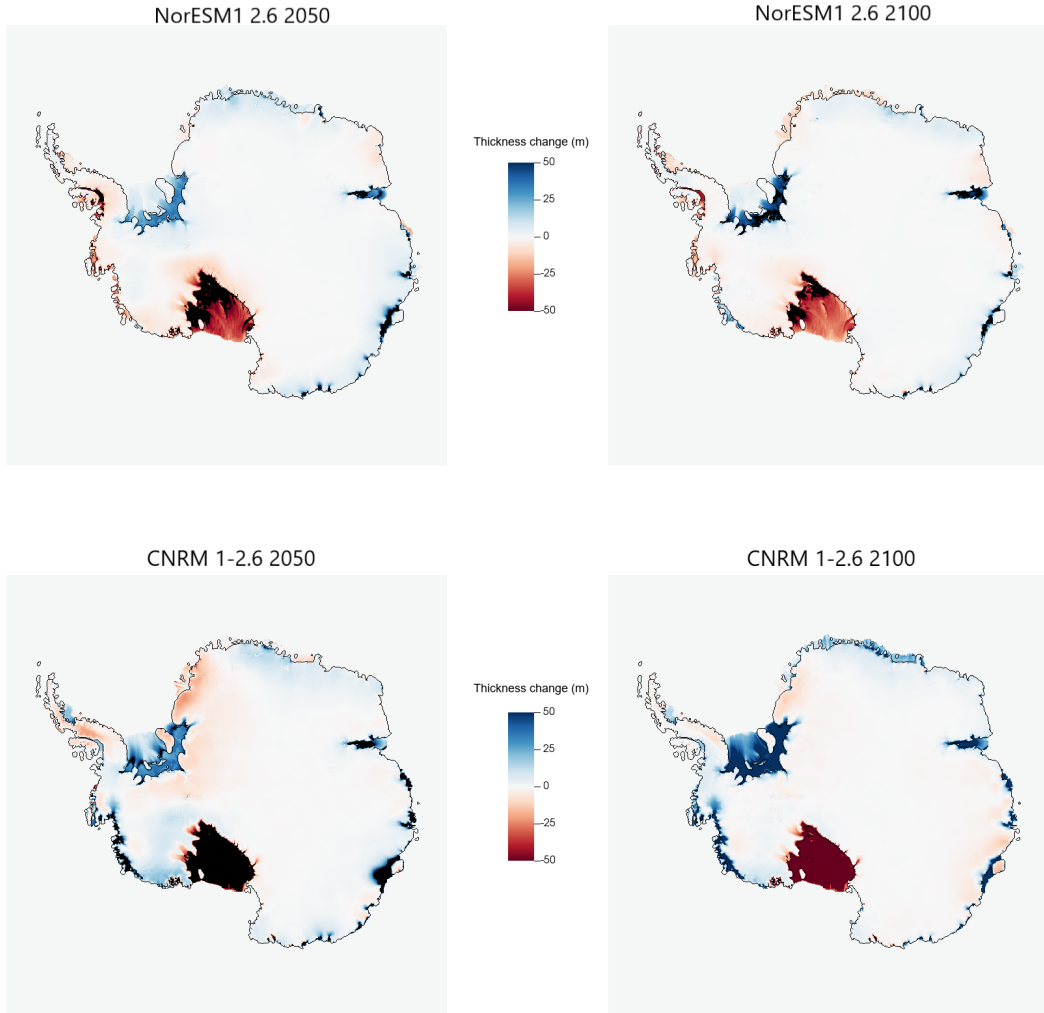 NorESM1 2.6 2050
NorESM1 2.6 2100
Thickness change (m)
50
25
0
-25
-50
CNRM 1-2.6 2050
CNRM 1-2.6 2100
Thickness change (m)
50
25
0
-25
-50